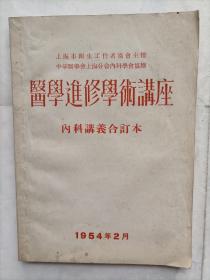 上海市衛生工作者協會主辦
中華醫學會上海分會內科學會協辦
醫學進修學術講座
內科講義合訂本
1954年2月